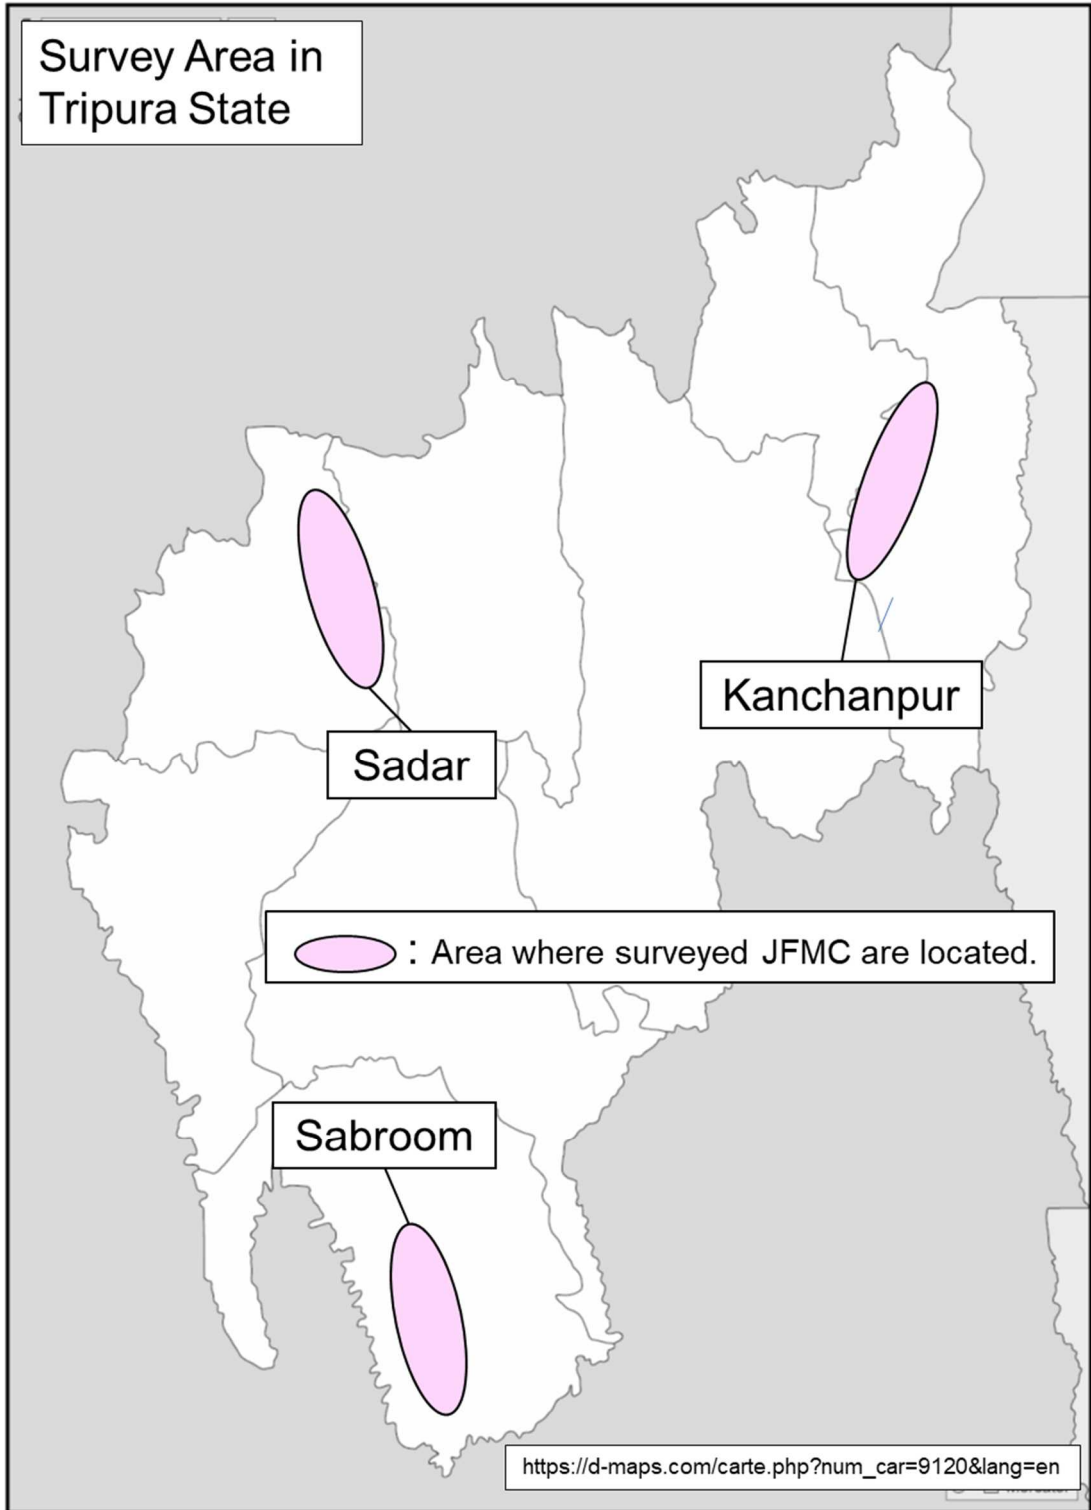 Survey Area in
Tripura State
Kanchanpur
Sadar
: Area where surveyed JFMC are located.
Sabroom
https://d-maps.com/carte.php?num_car=9120&lang=en